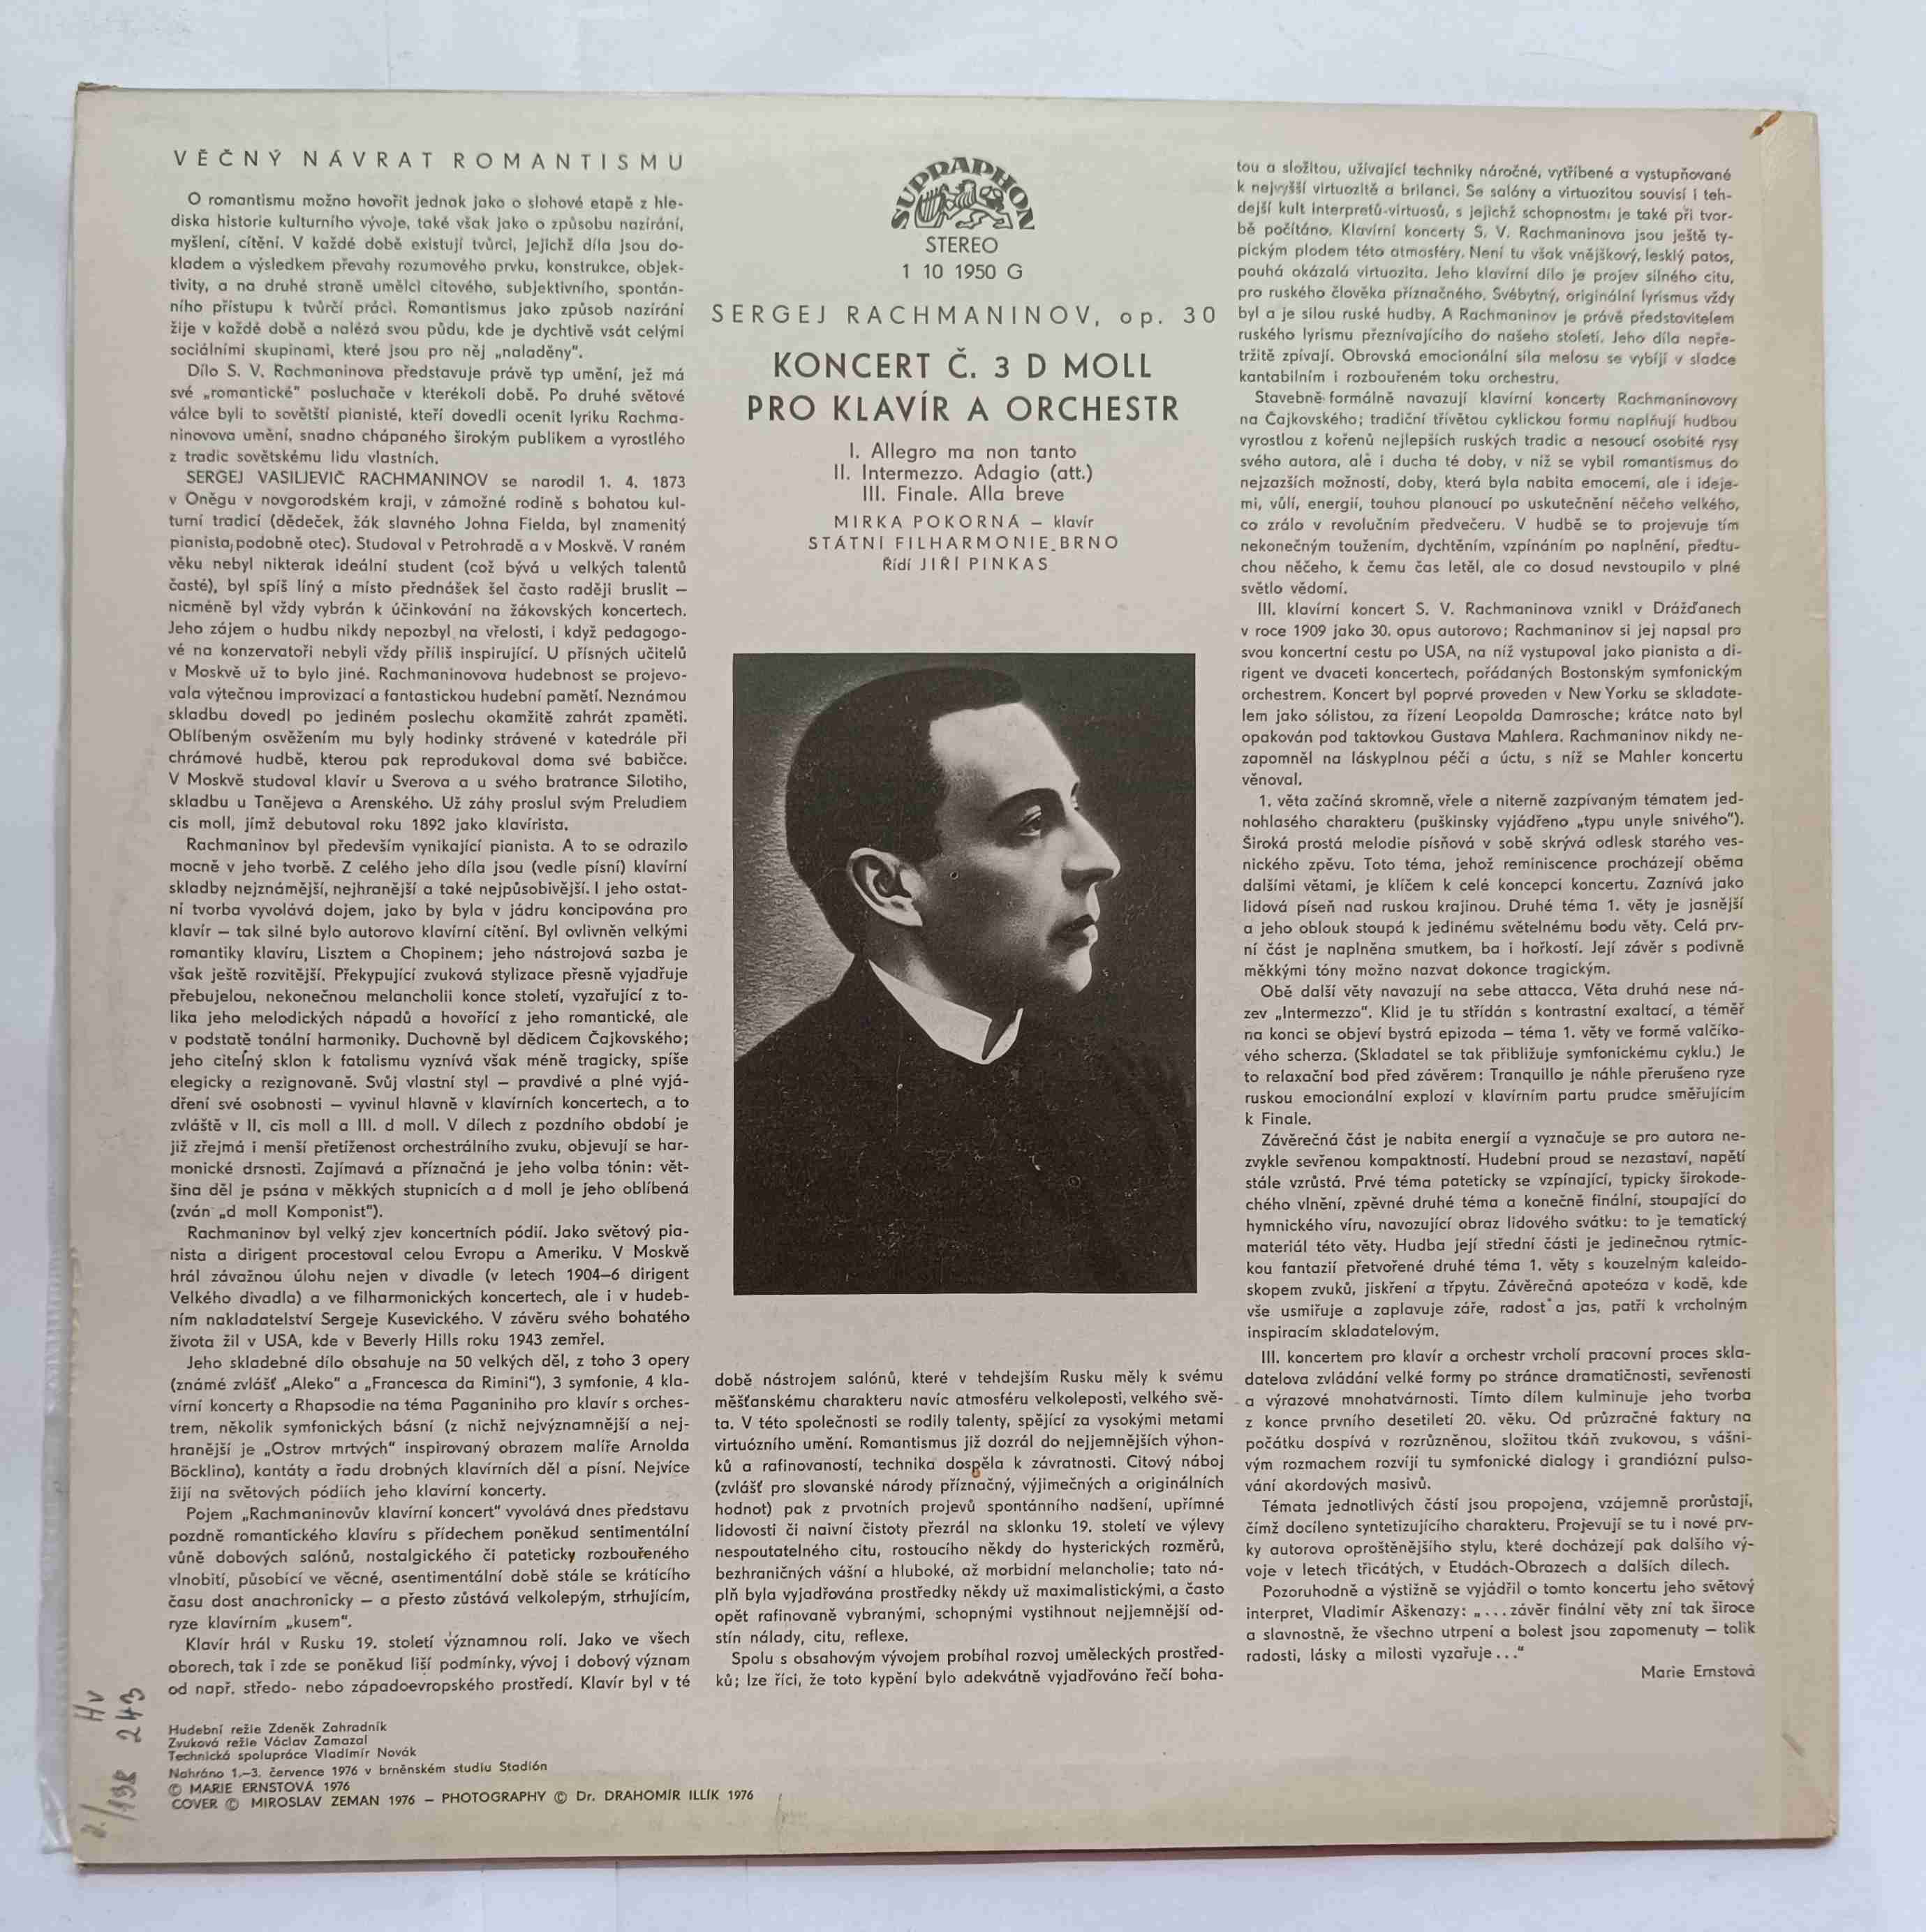 VĚČNÝ NÁVRAT ROMANTISMU
O romantismu možno hovořit jednak jako o slohové etapě z hle-
diska historie kulturního vývoje, také však jako o způsobu nazírání,
myšlení, cítění. V každé době existují tvůrci, jejichž díla jsou do-
kladem a výsledkem převahy rozumového prvku, konstrukce, objek-
tivity, a na druhé straně umělci citového, subjektivního, spontán-
ního přístupu k tvůrčí práci. Romantismus jako způsob nazírání
žije v každé době a nalézá svou půdu, kde je dychtivě vsát celými
sociálními skupinami, které jsou pro něj „naladěny“.
Dílo S. V. Rachmaninova představuje právě typ umění, jež má
své „romantické“ posluchače v kterékoli době. Po druhé světové
válce byli to sovětští pianisté, kteří dovedli ocenit lyriku Rachma-
ninovova umění, snadno chápaného širokým publikem a vyrostlého
z tradic sovětskému lidu vlastních.
SERGEJ VASILJEVIČ RACHMANINOV se narodil 1. 4. 1873
v Oněgu v novgorodském kraji, v zámožné rodině s bohatou kul-
turní tradicí (dědeček, žák slavného Johna Fielda, byl znamenitý
pianista, podobně otec). Studoval v Petrohradě a v Moskvě. V raném
věku nebyl nikterak ideální student (což bývá u velkých talentů
časté), byl spíš líný a místo přednášek šel často raději bruslit —
nicméně byl vždy vybrán k účinkování na žákovských koncertech.
Jeho zájem o hudbu nikdy nepozbyl na vřelosti, i když pedagogo-
vé na konzervatoři nebyli vždy příliš inspirující. U přísných učitelů
v Moskvě už to bylo jiné. Rachmaninovova hudebnost se projevo-
vala výtečnou improvizací a fantastickou hudební pamětí. Neznámou
skladbu dovedl po jediném poslechu okamžitě zahrát zpaměti.
Oblíbeným osvěžením mu byly hodinky strávené v katedrále při
chrámové hudbě, kterou pak reprodukoval doma své babičce.
V Moskvě studoval klavír u Sverova a u svého bratrance Silotiho,
skladbu u Tanějeva a Arenského. Už záhy proslul svým Preludiem
cis moll, jímž debutoval roku 1892 jako klavírista.
Rachmaninov byl především vynikající pianista. A to se odrazilo
mocně v jeho tvorbě. Z celého jeho díla jsou (vedle písní) klavírní
skladby nejznámější, nejhranější a také nejpůsobivější. I jeho ostat-
ní tvorba vyvolává dojem, jako by byla v jádru koncipována pro
klavír — tak silné bylo autorovo klavírní cítění. Byl ovlivněn velkými
romantiky klavíru, Lisztem a Chopinem; jeho nástrojová sazba je
však ještě rozvitější. Překypující zvuková stylizace přesně vyjadřuje
přebujelou, nekonečnou melancholii konce století, vyzařující z to-
lika jeho melodických nápadů a hovořící z jeho romantické, ale
v podstatě tonální harmoniky. Duchovně byl dědicem Čajkovského;
jeho citelný sklon k fatalismu vyznívá však méně tragicky, spíše
elegicky a rezignovaně. Svůj vlastní styl — pravdivé a plné vyjá-
dření své osobnosti — vyvinul hlavně v klavírních koncertech, a to
zvláště v II. cis moll a III. d moll. V dílech z pozdního období je
již zřejmá i menší přetíženost orchestrálního zvuku, objevují se har-
monické drsnosti. Zajímavá a příznačná je jeho volba tónin: vět-
šina děl je psána v měkkých stupnicích a d moll je jeho oblíbená
(zván „d moll Komponist“).
Rachmaninov byl velký zjev koncertních pódií. Jako světový pia-
nista a dirigent procestoval celou Evropu a Ameriku. V Moskvě
hrál závažnou úlohu nejen v divadle (v letech 1904—6 dirigent
Velkého divadla) a ve filharmonických koncertech, ale i v hudeb-
ním nakladatelství Sergeje Kusevického. V závěru svého bohatého
života žil v USA, kde v Beverly Hills roku 1943 zemřel.
Jeho skladebné dílo obsahuje na 50 velkých děl, z toho 3 opery
(známé zvlášť „Aleko“ a „Francesca da Rimini“), 3 symfonie, 4 kla-
vírní koncerty a Rhapsodie na téma Paganiniho pro klavír s orches-
trem, několik symfonických básní (z nichž nejvýznamnější a nej-
hranější je „Ostrov mrtvých“ inspirovaný obrazem malíře Arnolda
Böcklina), kantáty a řadu drobných klavírních děl a písní. Nejvíce
žijí na světových pódiích jeho klavírní koncerty.
Pojem „Rachmaninovův klavírní koncert“ vyvolává dnes představu
pozdně romantického klavíru s přídechem poněkud sentimentální
vůně dobových salónů, nostalgického či pateticky rozbouřeného
vlnobití, působící ve věcné, asentimentální době stále se krátícího
času dost anachronicky — a přesto zůstává velkolepým, strhujícím,
ryze klavírním „kusem“.
Klavír hrál v Rusku 19. století významnou roli. Jako ve všech
oborech, tak i zde se poněkud liší podmínky, vývoj i dobový význam
od např. středo- nebo západoevropského prostředí. Klavír byl v té
SUPRAPHON
STEREO
1 10 1950 G
SERGEJ RACHMANINOV, op. 30
KONCERT Č. 3 D MOLL
PRO KLAVÍR A ORCHESTR
I. Allegro ma non tanto
II. Intermezzo. Adagio (att.)
III. Finale. Alla breve
MIRKA POKORNÁ — klavír
STÁTNI FILHARMONIE BRNO
Řídí JIŘÍ PINKAS
době nástrojem salónů, které v tehdejším Rusku měly k svému
měšťanskému charakteru navíc atmosféru velkoleposti, velkého svě-
ta. V této společnosti se rodily talenty, spějící za vysokými metami
virtuózního umění. Romantismus již dozrál do nejjemnějších výhon-
ků a rafinovaností, technika dospěla k závratnosti. Citový náboj
(zvlášť pro slovanské národy příznačný, výjimečných a originálních
hodnot) pak z prvotních projevů spontánního nadšení, upřímné
lidovosti či naivní čistoty přezrál na sklonku 19. století ve výlevy
nespoutatelného citu, rostoucího někdy do hysterických rozměrů,
bezhraničných vášní a hluboké, až morbidní melancholie; tato ná-
plň byla vyjadřována prostředky někdy už maximalistickými, a často
opět rafinovaně vybranými, schopnými vystihnout nejjemnější od-
stín nálady, citu, reflexe.
Spolu s obsahovým vývojem probíhal rozvoj uměleckých prostřed-
ků; lze říci, že toto kypění bylo adekvátně vyjadřováno řečí boha-
tou a složitou, užívající techniky náročné, vytříbené a vystupňované
k nejvyšší virtuozitě a brilanci. Se salóny a virtuozitou souvisí i teh-
dejší kult interpretů-virtuosů, s jejichž schopnostmi je také při tvor-
bě počítáno. Klavírní koncerty S. V. Rachmaninova jsou ještě ty-
pickým plodem této atmosféry. Není tu však vnějškový, lesklý patos,
pouhá okázalá virtuozita. Jeho klavírní dílo je projev silného citu,
pro ruského člověka příznačného. Svébytný, originální lyrismus vždy
byl a je silou ruské hudby. A Rachmaninov je právě představitelem
ruského lyrismu přeznívajícího do našeho století. Jeho díla nepře-
tržitě zpívají. Obrovská emocionální síla melosu se vybíjí v sladce
kantabilním i rozbouřeném toku orchestru.
Stavebně-formálně navazují klavírní koncerty Rachmaninovovy
na Čajkovského; tradiční třívětou cyklickou formu naplňují hudbou
vyrostlou z kořenů nejlepších ruských tradic a nesoucí osobité rysy
svého autora, ale i ducha té doby, v níž se vybil romantismus do
nejzazších možností, doby, která byla nabita emocemi, ale i ideje-
mi, vůlí, energií, touhou planoucí po uskutečnění něčeho velkého,
co zrálo v revolučním předvečeru. V hudbě se to projevuje tím
nekonečným toužením, dychtěním, vzpínáním po naplnění, předtu-
chou něčeho, k čemu čas letěl, ale co dosud nevstoupilo v plné
světlo vědomí.
III. klavírní koncert S. V. Rachmaninova vznikl v Drážďanech
v roce 1909 jako 30. opus autorovo; Rachmaninov si jej napsal pro
svou koncertní cestu po USA, na níž vystupoval jako pianista a di-
rigent ve dvaceti koncertech, pořádaných Bostonským symfonickým
orchestrem. Koncert byl poprvé proveden v New Yorku se skladate-
lem jako sólistou, za řízení Leopolda Damrosche; krátce nato byl
opakován pod taktovkou Gustava Mahlera. Rachmaninov nikdy ne-
zapomněl na láskyplnou péči a úctu, s níž se Mahler koncertu
věnoval.
1. věta začíná skromně, vřele a niterně zazpívaným tématem jed-
nohlasého charakteru (puškinsky vyjádřeno „typu unyle snivého“).
Široká prostá melodie písňová v sobě skrývá odlesk starého ves-
nického zpěvu. Toto téma, jehož reminiscence procházejí oběma
dalšími větami, je klíčem k celé koncepci koncertu. Zaznívá jako
lidová píseň nad ruskou krajinou. Druhé téma 1. věty je jasnější
a jeho oblouk stoupá k jedinému světelnému bodu věty. Celá prv-
ní část je naplněna smutkem, ba i hořkostí. Její závěr s podivně
měkkými tóny možno nazvat dokonce tragickým.
Obě další věty navazují na sebe attacca. Věta druhá nese ná-
zev „Intermezzo“. Klid je tu střídán s kontrastní exaltací, a téměř
na konci se objeví bystrá epizoda — téma 1. věty ve formě valčíko-
vého scherza. (Skladatel se tak přibližuje symfonickému cyklu.) Je
to relaxační bod před závěrem: Tranquillo je náhle přerušeno ryze
ruskou emocionální explozí v klavírním partu prudce směřujícím
k Finale.
Závěrečná část je nabita energií a vyznačuje se pro autora ne-
zvykle sevřenou kompaktností. Hudební proud se nezastaví, napětí
stále vzrůstá. Prvé téma pateticky se vzpínající, typicky širokode-
chého vlnění, zpěvné druhé téma a konečně finální, stoupající do
hymnického víru, navozující obraz lidového svátku: to je tematický
materiál této věty. Hudba její střední části je jedinečnou rytmic-
kou fantazií přetvořené druhé téma 1. věty s kouzelným kaleido-
skopem zvuků, jiskření a třpytu. Závěrečná apoteóza v kodě, kde
vše usmiřuje a zaplavuje záře, radost a jas, patří k vrcholným
inspiracím skladatelovým.
III. koncertem pro klavír a orchestr vrcholí pracovní proces skla-
datelova zvládání velké formy po stránce dramatičnosti, sevřenosti
a výrazové mnohatvárnosti. Tímto dílem kulminuje jeho tvorba
z konce prvního desetiletí 20. věku. Od průzračné faktury na
počátku dospívá v rozrůzněnou, složitou tkáň zvukovou, s vášni-
vým rozmachem rozvíjí tu symfonické dialogy i grandiózní pulso-
vání akordových masivů.
Témata jednotlivých částí jsou propojena, vzájemně prorůstají,
čímž docíleno syntetizujícího charakteru. Projevují se tu i nové prv-
ky autorova oproštěnějšího stylu, které docházejí pak dalšího vý-
voje v letech třicátých, v Etudách-Obrazech a dalších dílech.
Pozoruhodně a výstižně se vyjádřil o tomto koncertu jeho světový
interpret, Vladimír Aškenazy: „...závěr finální věty zní tak široce
a slavnostně, že všechno utrpení a bolest jsou zapomenuty — tolik
radosti, lásky a milosti vyzařuje...“
Marie Ernstová
Hudební režie Zdeněk Zahradník
Zvuková režie Václav Zamazal
Technická spolupráce Vladimír Novák
Nahráno 1.—3. července 1976 v brněnském studiu Stadión
© MARIE ERNSTOVÁ 1976
COVER © MIROSLAV ZEMAN 1976 — PHOTOGRAPHY © Dr. DRAHOMÍR ILLÍK 1976
Hv
243